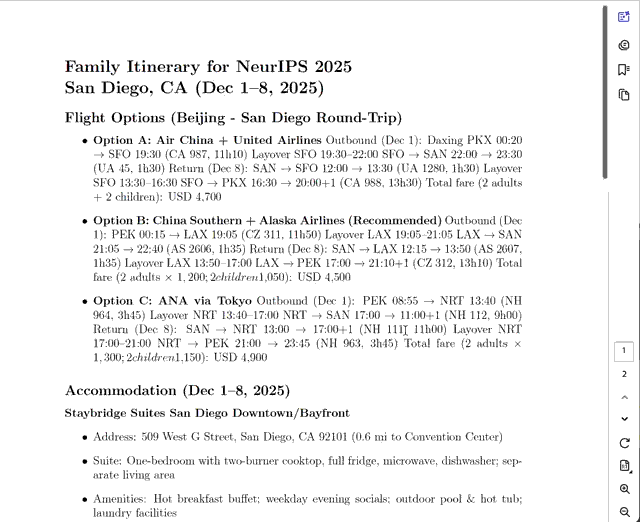 Family Itinerary for NeurIPS 2025
San Diego, CA (Dec 1–8, 2025)
Flight Options (Beijing - San Diego Round-Trip)
• Option A: Air China + United Airlines Outbound (Dec 1): Daxing PKX 00:20
→ SFO 19:30 (CA 987, 11h10) Layover SFO 19:30–22:00 SFO → SAN 22:00 → 23:30
(UA 45, 1h30) Return (Dec 8): SAN → SFO 12:00 → 13:30 (UA 1280, 1h30) Layover
SFO 13:30–16:30 SFO → PKX 16:30 → 20:00+1 (CA 988, 13h30) Total fare (2 adults
+ 2 children): USD 4,700
• Option B: China Southern + Alaska Airlines (Recommended) Outbound (Dec
1): PEK 00:15 → LAX 19:05 (CZ 311, 11h50) Layover LAX 19:05–21:05 LAX → SAN
21:05 → 22:40 (AS 2606, 1h35) Return (Dec 8): SAN → LAX 12:15 → 13:50 (AS 2607,
1h35) Layover LAX 13:50–17:00 LAX → PEK 17:00 → 21:10+1 (CZ 312, 13h10) Total
fare (2 adults × 1,200;2children1,050): USD 4,500
• Option C: ANA via Tokyo Outbound (Dec 1): PEK 08:55 → NRT 13:40 (NH
964, 3h45) Layover NRT 13:40–17:00 NRT → SAN 17:00 → 11:00+1 (NH 112, 9h00)
Return (Dec 8): SAN → NRT 13:00 → 17:00+1 (NH 111, 11h00) Layover NRT
17:00–21:00 NRT → PEK 21:00 → 23:45 (NH 963, 3h45) Total fare (2 adults ×
1,300;2children1,150): USD 4,900
Accommodation (Dec 1–8, 2025)
Staybridge Suites San Diego Downtown/Bayfront
• Address: 509 West G Street, San Diego, CA 92101 (0.6 mi to Convention Center)
• Suite: One-bedroom with two-burner cooktop, full fridge, microwave, dishwasher; sep-
arate living area
• Amenities: Hot breakfast buffet; weekday evening socials; outdoor pool & hot tub;
laundry facilities
1
2